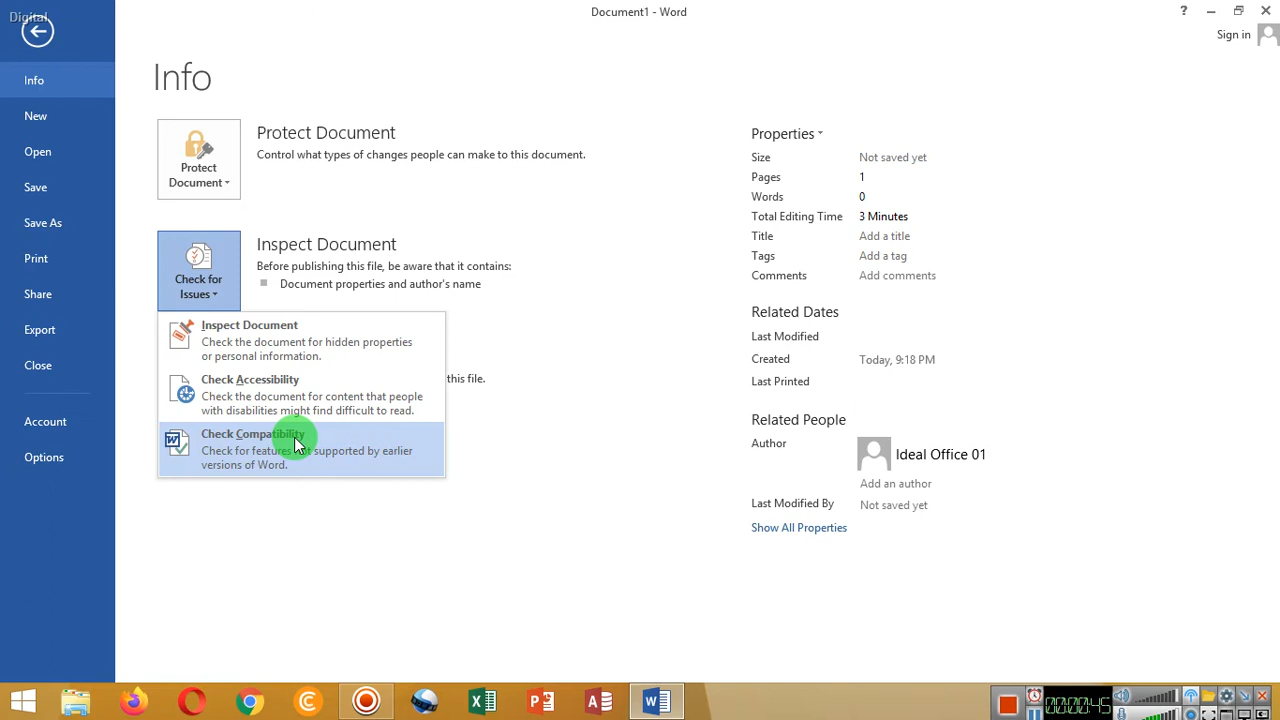 Digital
Document1 - Word
?
Sign in
Info
New
Open
Save
Save As
Print
Share
Export
Close
Account
Options
Info
Protect
Document
Protect Document
Control what types of changes people can make to this document.
Check for
Issues
Inspect Document
Before publishing this file, be aware that it contains:
Document properties and author's name
Inspect Document
Check the document for hidden properties
or personal information.
Check Accessibility
Check the document for content that people
with disabilities might find difficult to read.
Check Compatibility
Check for features supported by earlier
versions of Word.
this file.
Properties
Size Not saved yet
Pages 1
Words 0
Total Editing Time 3 Minutes
Title Add a title
Tags Add a tag
Comments Add comments
Related Dates
Last Modified
Created Today, 9:18 PM
Last Printed
Related People
Author Ideal Office 01
Add an author
Last Modified By Not saved yet
Show All Properties
00:00:45